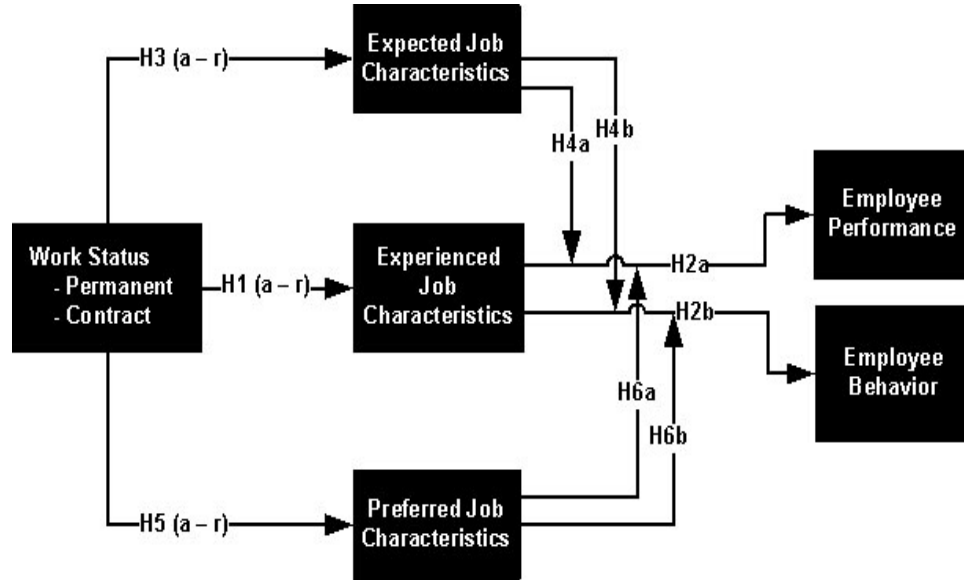 Expected Job
Characteristics
H3 (a – r)
H4a
H4b
Employee
Performance
Work Status
- Permanent
- Contract
H1 (a – r)
Experienced
Job
Characteristics
H2a
H2b
Employee
Behavior
H6a
H6b
Preferred Job
Characteristics
H5 (a – r)